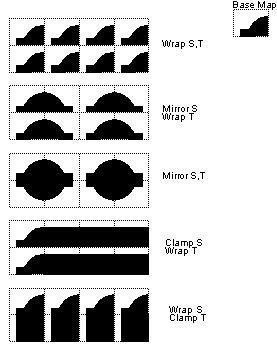 Base Map
Wrap S,T
Mirror S
Wrap T
Mirror S,T
Clamp S
Wrap T
Wrap S
Clamp T